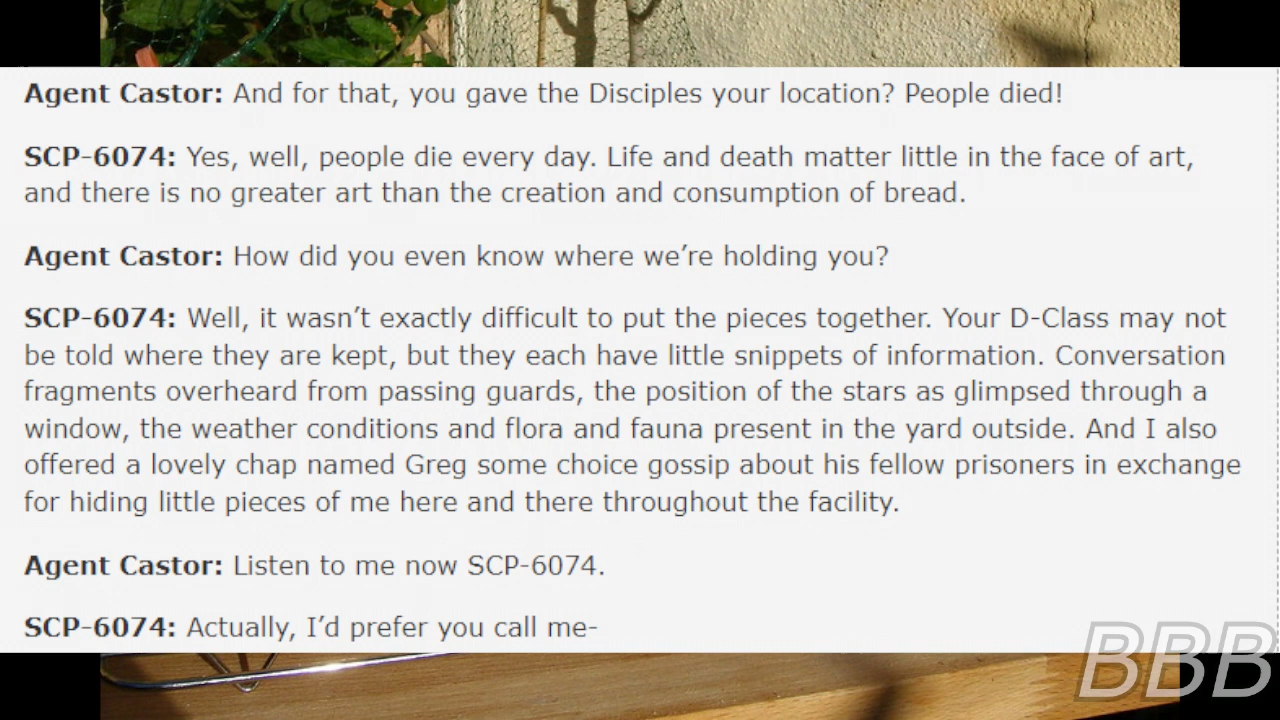 Agent Castor: And for that, you gave the Disciples your location? People died!
SCP-6074: Yes, well, people die every day. Life and death matter little in the face of art,
and there is no greater art than the creation and consumption of bread.
Agent Castor: How did you even know where we’re holding you?
SCP-6074: Well, it wasn’t exactly difficult to put the pieces together. Your D-Class may not
be told where they are kept, but they each have little snippets of information. Conversation
fragments overheard from passing guards, the position of the stars as glimpsed through a
window, the weather conditions and flora and fauna present in the yard outside. And I also
offered a lovely chap named Greg some choice gossip about his fellow prisoners in exchange
for hiding little pieces of me here and there throughout the facility.
Agent Castor: Listen to me now SCP-6074.
SCP-6074: Actually, I’d prefer you call me-
BBB